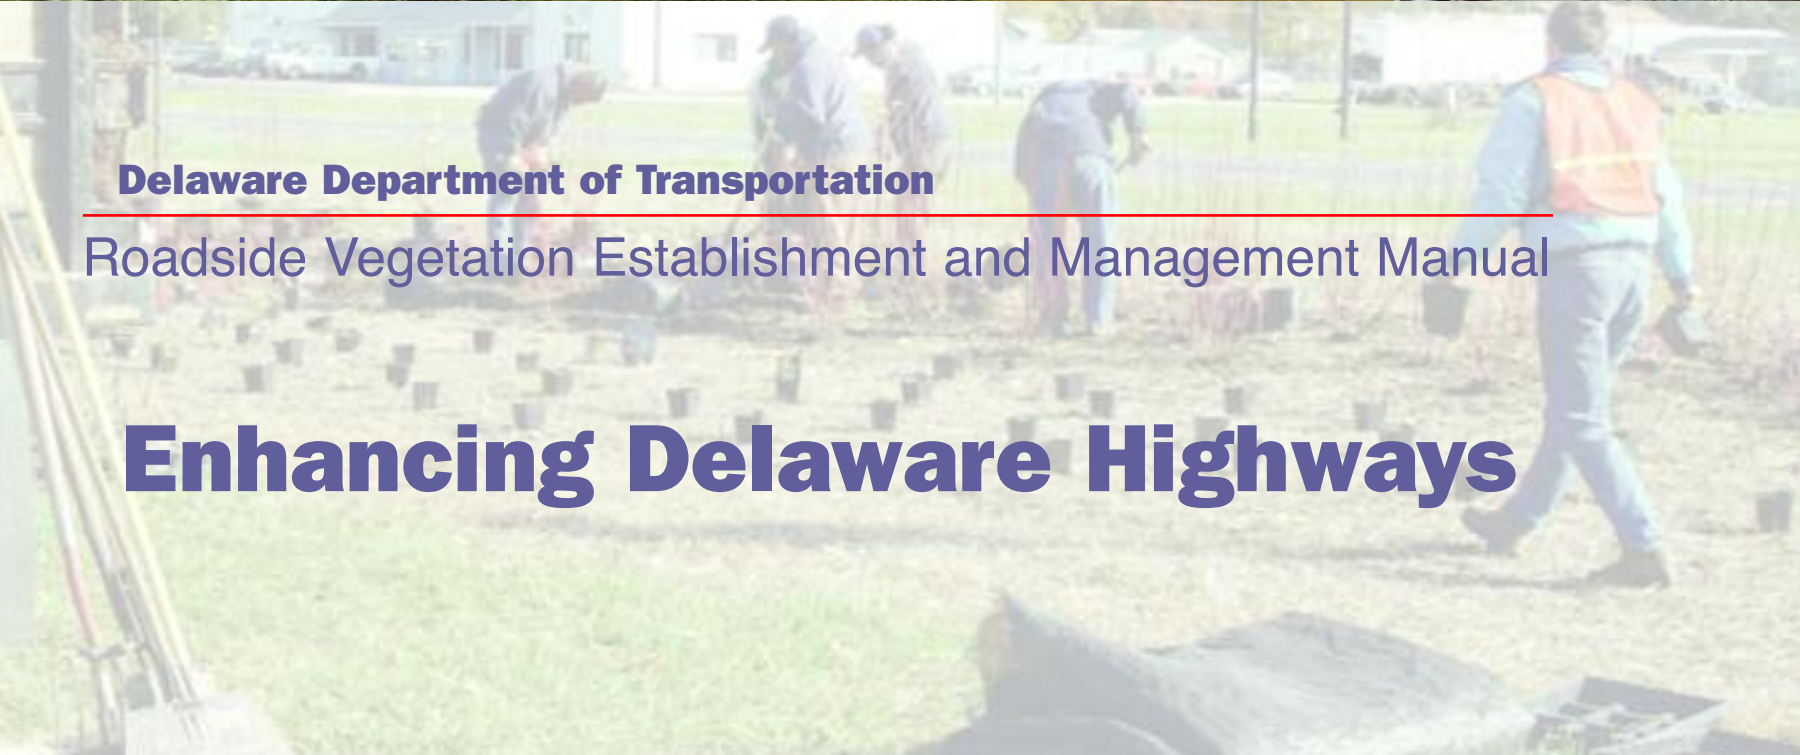 Delaware Department of Transportation
Roadside Vegetation Establishment and Management Manual
Enhancing Delaware Highways